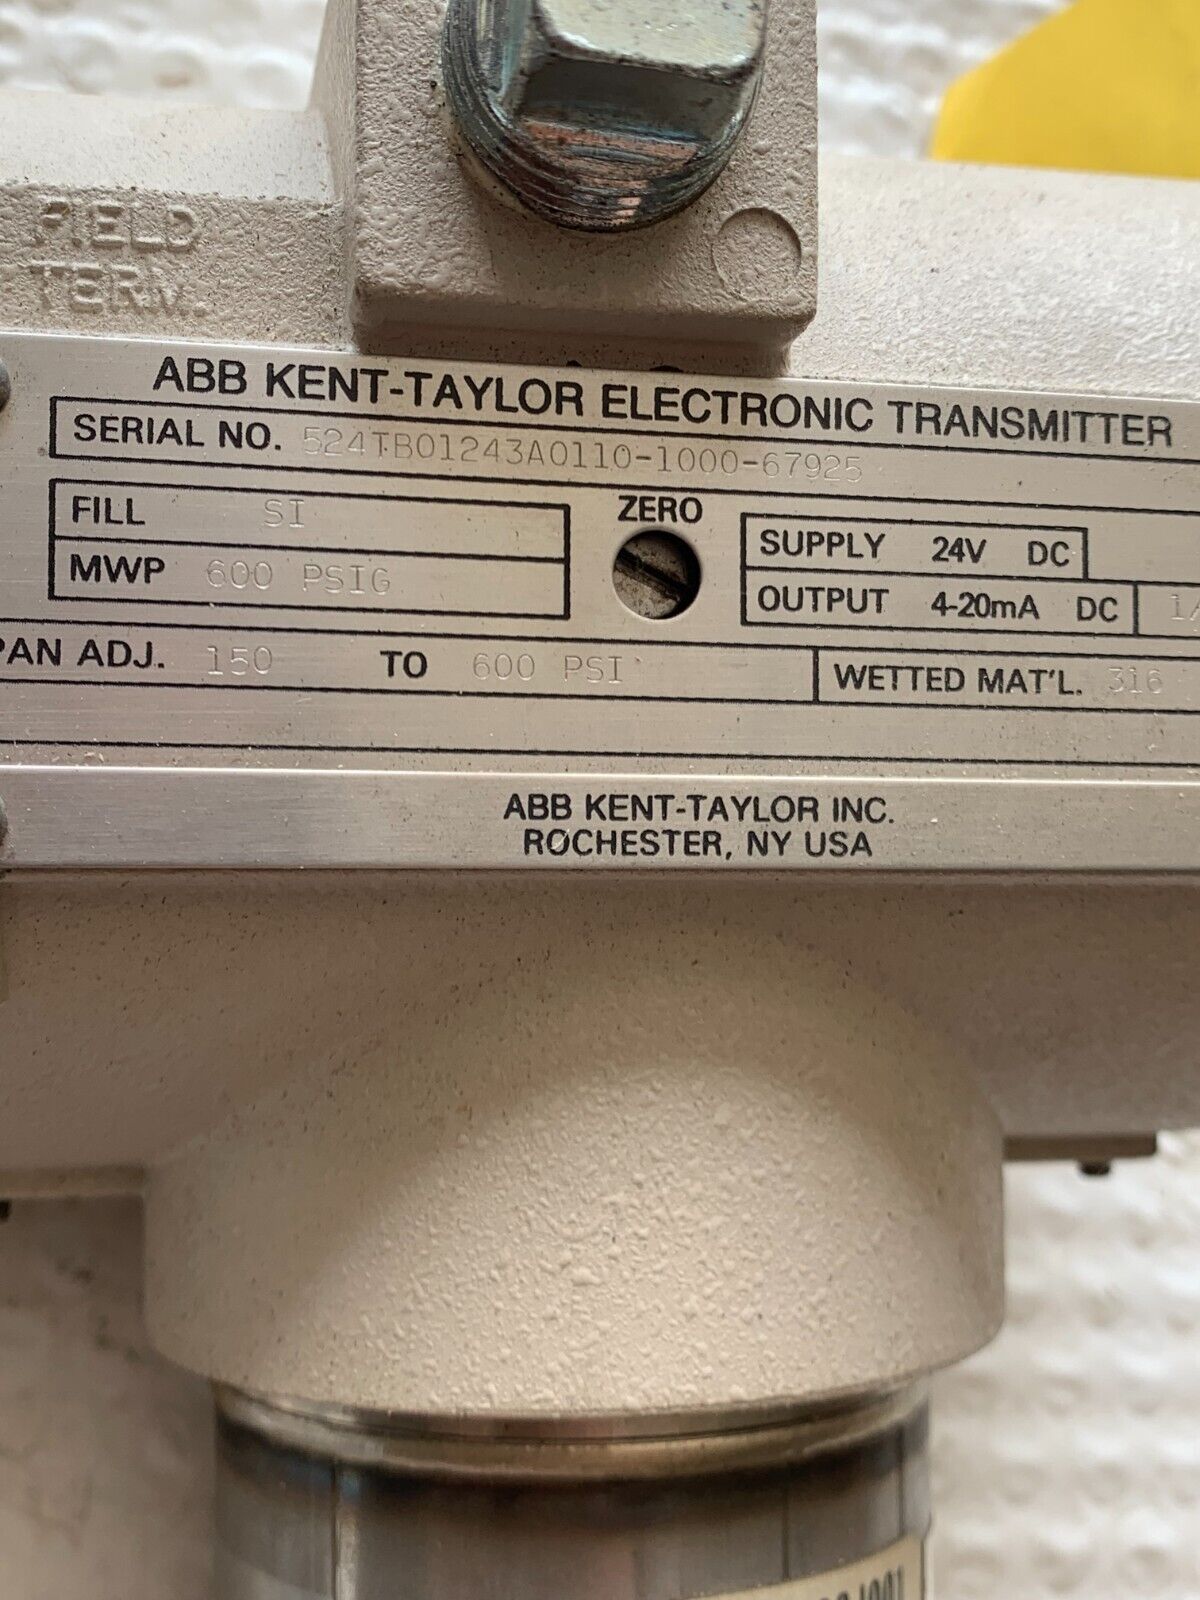 FIELD
TERM.
ABB KENT-TAYLOR ELECTRONIC TRANSMITTER
SERIAL NO. 524TB01243A0110-1000-67925
FILL SI
ZERO
SUPPLY 24V DC
MWP 600 PSIG
OUTPUT 4-20mA DC
PAN ADJ. 150 TO 600 PSI
WETTED MAT'L. 316
ABB KENT-TAYLOR INC.
ROCHESTER, NY USA